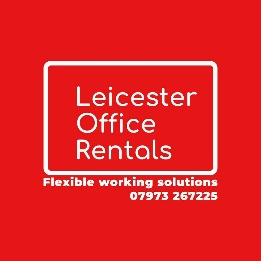 Leicester
Office
Rentals
Flexible working solutions
07973 267225